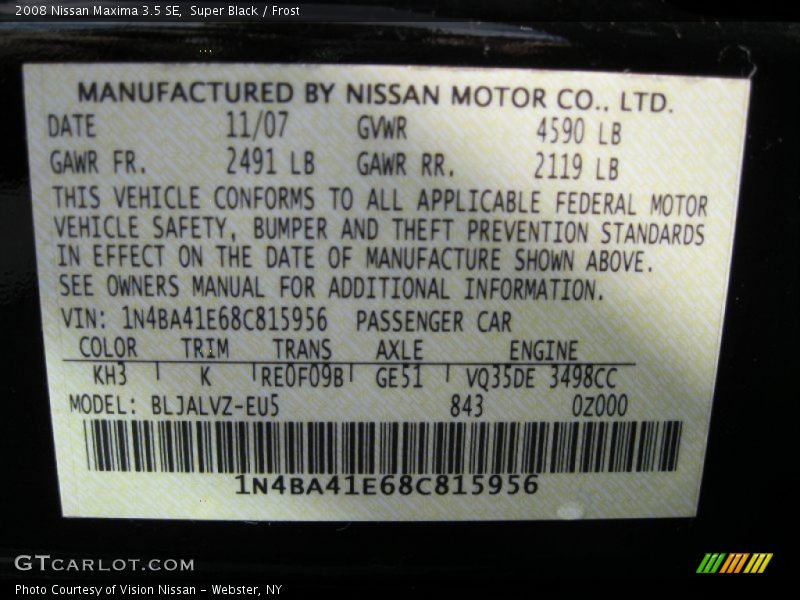 2008 Nissan Maxima 3.5 SE, Super Black / Frost
MANUFACTURED BY NISSAN MOTOR CO., LTD.
DATE 11/07 GVWR 4590 LB
GAWR FR. 2491 LB GAWR RR. 2119 LB
THIS VEHICLE CONFORMS TO ALL APPLICABLE FEDERAL MOTOR
VEHICLE SAFETY, BUMPER AND THEFT PREVENTION STANDARDS
IN EFFECT ON THE DATE OF MANUFACTURE SHOWN ABOVE.
SEE OWNERS MANUAL FOR ADDITIONAL INFORMATION.
VIN: 1N4BA41E68C815956 PASSENGER CAR
COLOR TRIM TRANS AXLE ENGINE
KH3 K RE0F09B GE51 VQ35DE 3498CC
MODEL: BLJALVZ-EU5 843 0Z000
1N4BA41E68C815956
GTCARLOT.COM
Photo Courtesy of Vision Nissan - Webster, NY